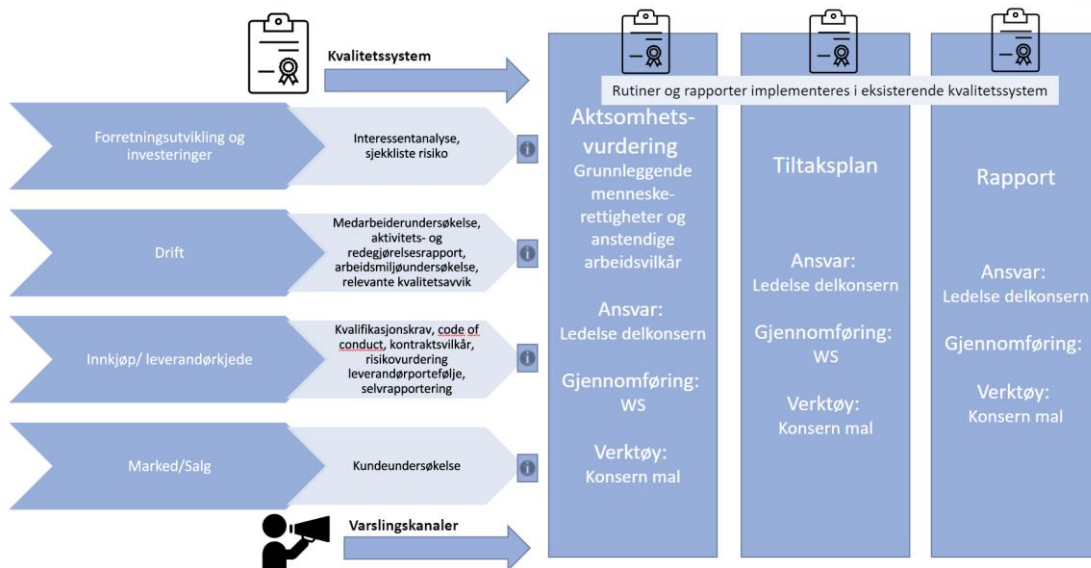 Kvalitetssystem
Forretningsutvikling og
investeringer
Interessentanalyse,
sjekkliste risiko
Drift
Medarbeiderundersøkelse,
aktivitets- og
redegjørelsesrapport,
arbeidsmiljøundersøkelse,
relevante kvalitetsavvik
Innkjøp/ leverandørkjede
Kvalifikasjonskrav, code of
conduct, kontraktsvilkår,
risikovurdering
leverandørportefølje,
selvrapportering
Marked/Salg
Kundeundersøkelse
Varslingskanaler
Rutiner og rapporter implementeres i eksisterende kvalitetssystem
Aktsomhets-
vurdering
Grunnleggende
menneske-
rettigheter og
anstendige
arbeidsvilkår
Ansvar:
Ledelse delkonsern
Gjennomføring:
WS
Verktøy:
Konsern mal
Tiltaksplan
Ansvar:
Ledelse delkonsern
Gjennomføring:
WS
Verktøy:
Konsern mal
Rapport
Ansvar:
Ledelse delkonsern
Gjennomføring:
Verktøy:
Konsern mal